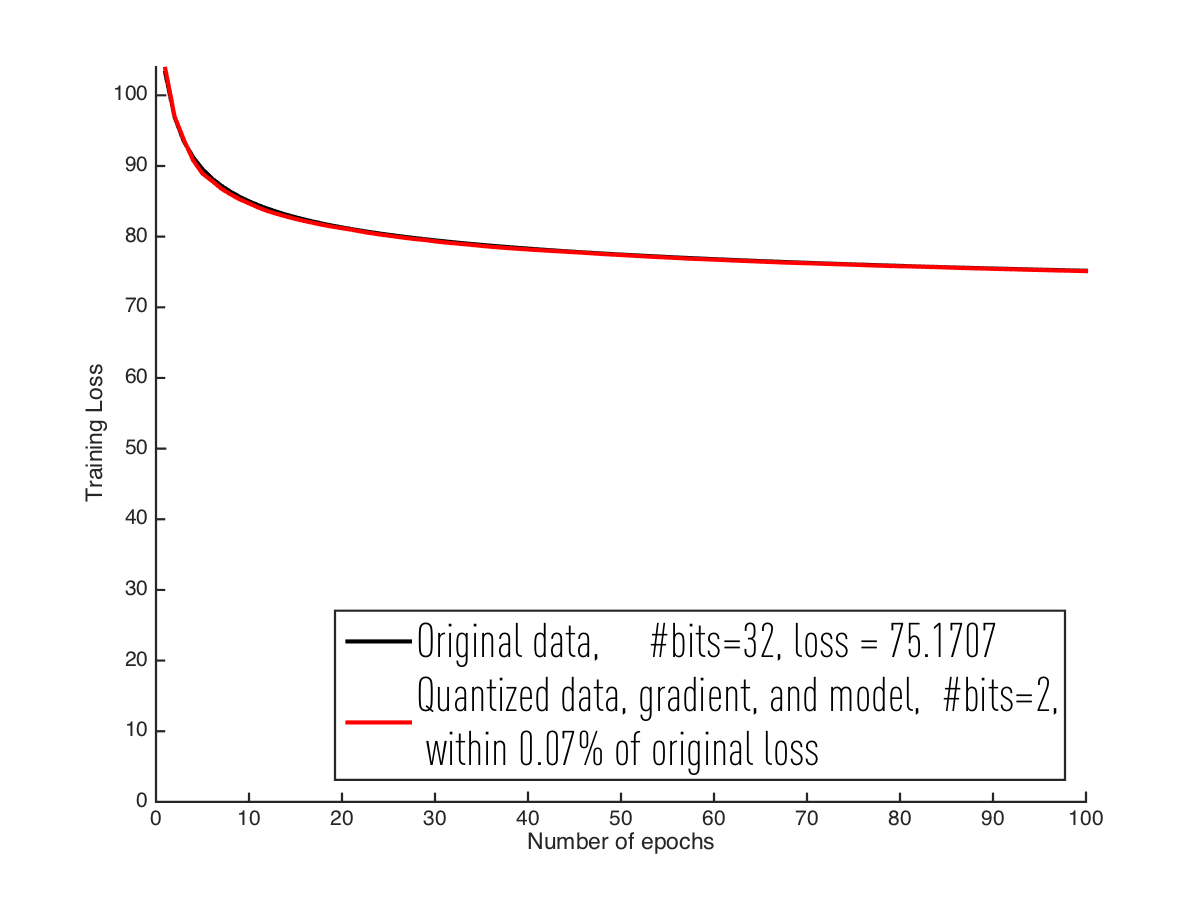 100
90
80
70
60
50
40
30
20
10
0
Training Loss
Original data, #bits=32, loss = 75.1707
Quantized data, gradient, and model, #bits=2,
within 0.07% of original loss
0 10 20 30 40 50 60 70 80 90 100
Number of epochs